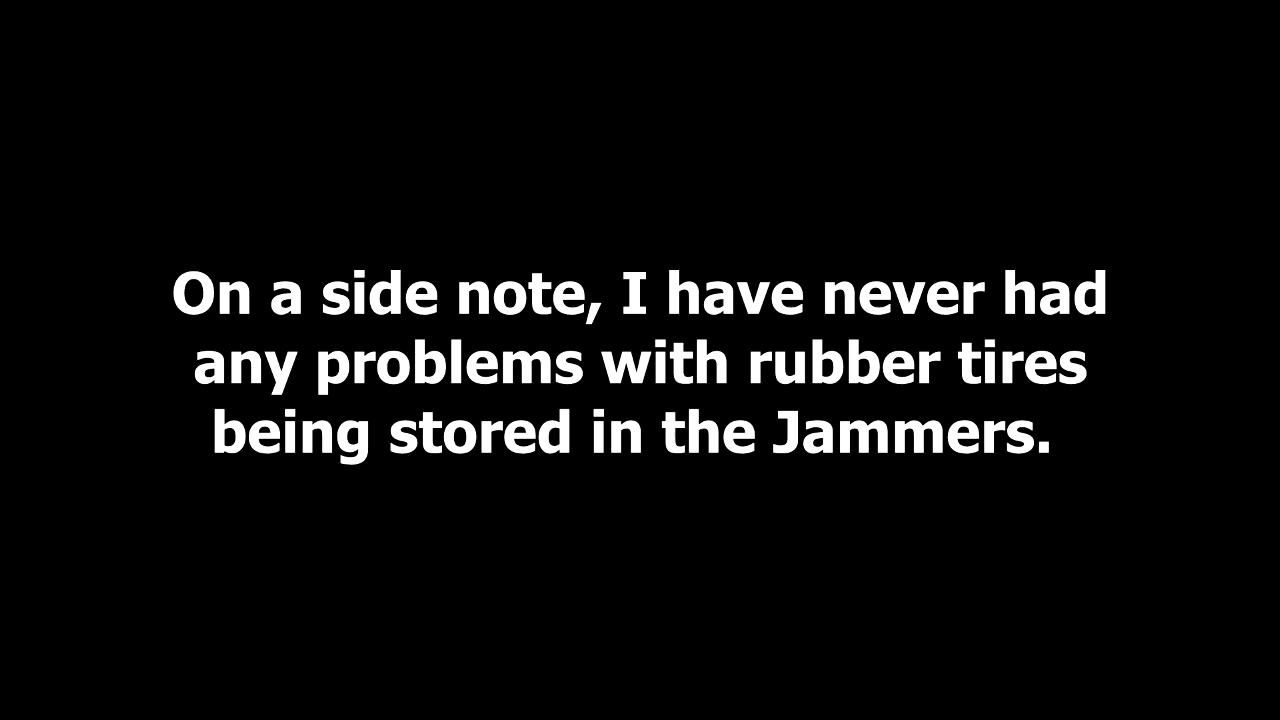 On a side note, I have never had
any problems with rubber tires
being stored in the Jammers.